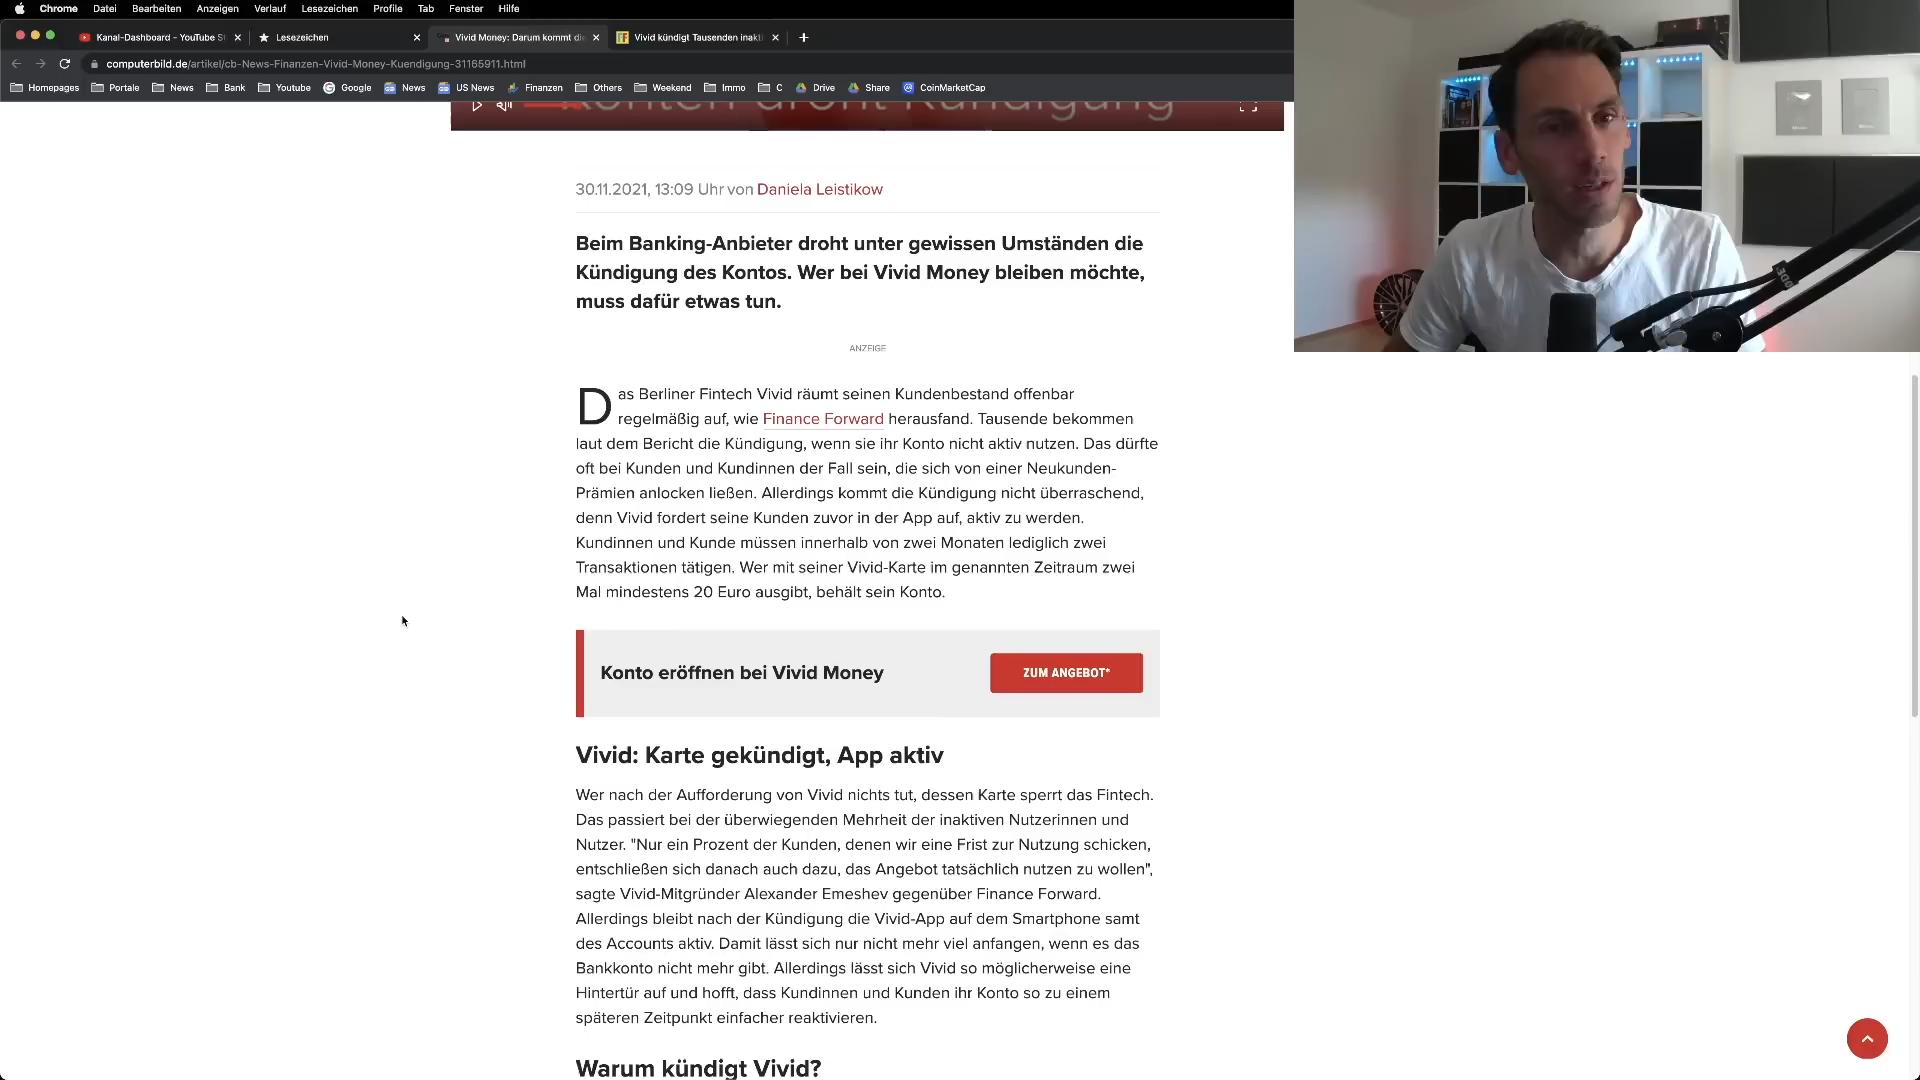 Chrome Datei Bearbeiten Anzeigen Verlauf Lesezeichen Profile Tab Fenster Hilfe
Kanal-Dashboard - YouTube St
Lesezeichen
Vivid Money: Darum kommt die
Vivid kündigt Tausenden inakti
computerbild.de/artikel/cb-News-Finanzen-Vivid-Money-Kuendigung-31165911.html
Homepages Portale News Bank Youtube Google News US News Finanzen Others Weekend Immo C Drive Share CoinMarketCap
Konten droht Kündigung
30.11.2021, 13:09 Uhr von Daniela Leistikow
Beim Banking-Anbieter droht unter gewissen Umständen die
Kündigung des Kontos. Wer bei Vivid Money bleiben möchte,
muss dafür etwas tun.
ANZEIGE
Das Berliner Fintech Vivid räumt seinen Kundenbestand offenbar
regelmäßig auf, wie Finance Forward herausfand. Tausende bekommen
laut dem Bericht die Kündigung, wenn sie ihr Konto nicht aktiv nutzen. Das dürfte
oft bei Kunden und Kundinnen der Fall sein, die sich von einer Neukunden-
Prämien anlocken ließen. Allerdings kommt die Kündigung nicht überraschend,
denn Vivid fordert seine Kunden zuvor in der App auf, aktiv zu werden.
Kundinnen und Kunde müssen innerhalb von zwei Monaten lediglich zwei
Transaktionen tätigen. Wer mit seiner Vivid-Karte im genannten Zeitraum zwei
Mal mindestens 20 Euro ausgibt, behält sein Konto.
Konto eröffnen bei Vivid Money
ZUM ANGEBOT*
Vivid: Karte gekündigt, App aktiv
Wer nach der Aufforderung von Vivid nichts tut, dessen Karte sperrt das Fintech.
Das passiert bei der überwiegenden Mehrheit der inaktiven Nutzerinnen und
Nutzer. "Nur ein Prozent der Kunden, denen wir eine Frist zur Nutzung schicken,
entschließen sich danach auch dazu, das Angebot tatsächlich nutzen zu wollen",
sagte Vivid-Mitgründer Alexander Emeshev gegenüber Finance Forward.
Allerdings bleibt nach der Kündigung die Vivid-App auf dem Smartphone samt
des Accounts aktiv. Damit lässt sich nur nicht mehr viel anfangen, wenn es das
Bankkonto nicht mehr gibt. Allerdings lässt sich Vivid so möglicherweise eine
Hintertür auf und hofft, dass Kundinnen und Kunden ihr Konto so zu einem
späteren Zeitpunkt einfacher reaktivieren.
Warum kündigt Vivid?